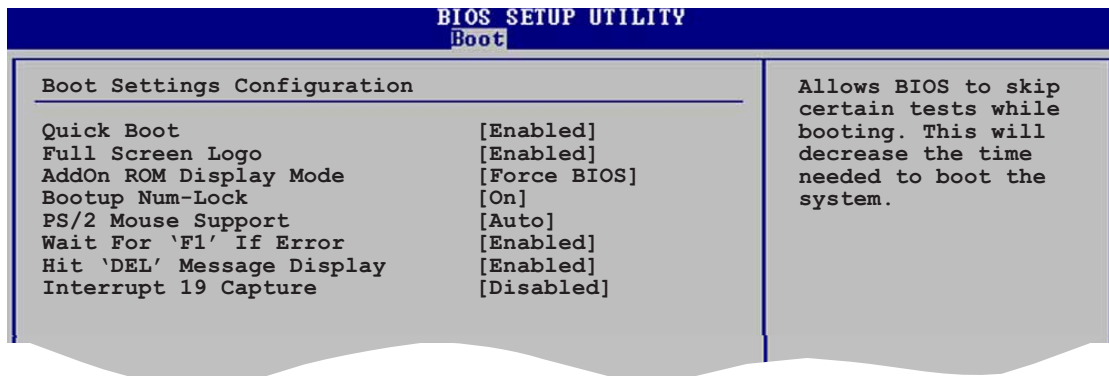 BIOS SETUP UTILITY
Boot
Boot Settings Configuration
Quick Boot [Enabled]
Full Screen Logo [Enabled]
AddOn ROM Display Mode [Force BIOS]
Bootup Num-Lock [On]
PS/2 Mouse Support [Auto]
Wait For ‘F1’ If Error [Enabled]
Hit ‘DEL’ Message Display [Enabled]
Interrupt 19 Capture [Disabled]
Allows BIOS to skip
certain tests while
booting. This will
decrease the time
needed to boot the
system.